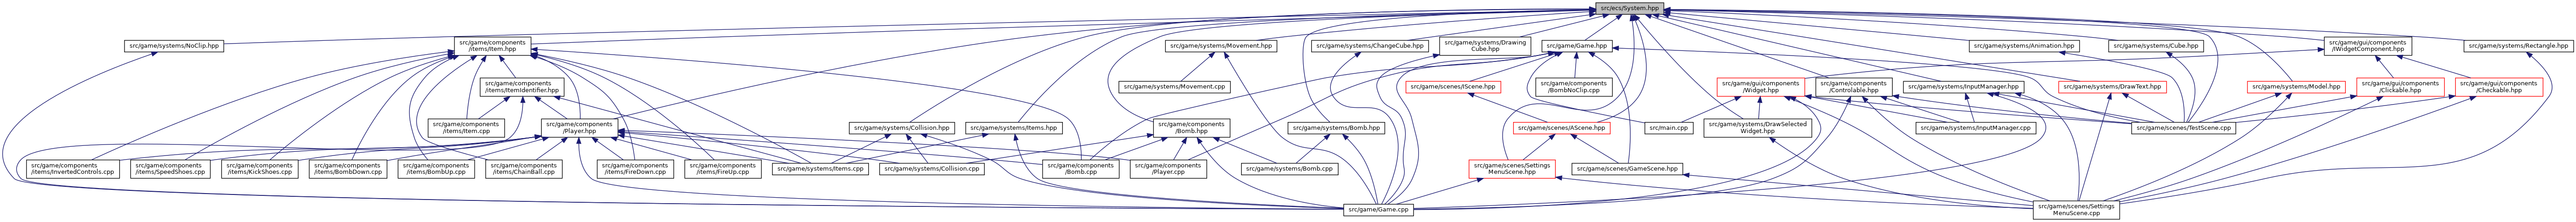 src/ecs/System.hpp
src/game/systems/NoClip.hpp
src/game/components
/items/Item.hpp
src/game/systems/Movement.hpp
src/game/systems/ChangeCube.hpp
src/game/systems/Drawing
Cube.hpp
src/game/Game.hpp
src/game/systems/Animation.hpp
src/game/systems/Cube.hpp
src/game/gui/components
/IWidgetComponent.hpp
src/game/systems/Rectangle.hpp
src/game/components
/items/ItemIdentifier.hpp
src/game/systems/Movement.cpp
src/game/scenes/IScene.hpp
src/game/components
/BombNoClip.cpp
src/game/gui/components
/Widget.hpp
src/game/components
/Controlable.hpp
src/game/systems/InputManager.hpp
src/game/systems/DrawText.hpp
src/game/systems/Model.hpp
src/game/gui/components
/Clickable.hpp
src/game/gui/components
/Checkable.hpp
src/game/components
/items/Item.cpp
src/game/components
/Player.hpp
src/game/systems/Collision.hpp
src/game/systems/Items.hpp
src/game/components
/Bomb.hpp
src/game/systems/Bomb.hpp
src/game/scenes/AScene.hpp
src/main.cpp
src/game/systems/DrawSelected
Widget.hpp
src/game/systems/InputManager.cpp
src/game/scenes/TestScene.cpp
src/game/components
/items/InvertedControls.cpp
src/game/components
/items/SpeedShoes.cpp
src/game/components
/items/KickShoes.cpp
src/game/components
/items/BombDown.cpp
src/game/components
/items/BombUp.cpp
src/game/components
/items/ChainBall.cpp
src/game/components
/items/FireDown.cpp
src/game/components
/items/FireUp.cpp
src/game/systems/Items.cpp
src/game/systems/Collision.cpp
src/game/components
/Bomb.cpp
src/game/components
/Player.cpp
src/game/systems/Bomb.cpp
src/game/scenes/Settings
MenuScene.hpp
src/game/scenes/GameScene.hpp
src/game/Game.cpp
src/game/scenes/Settings
MenuScene.cpp